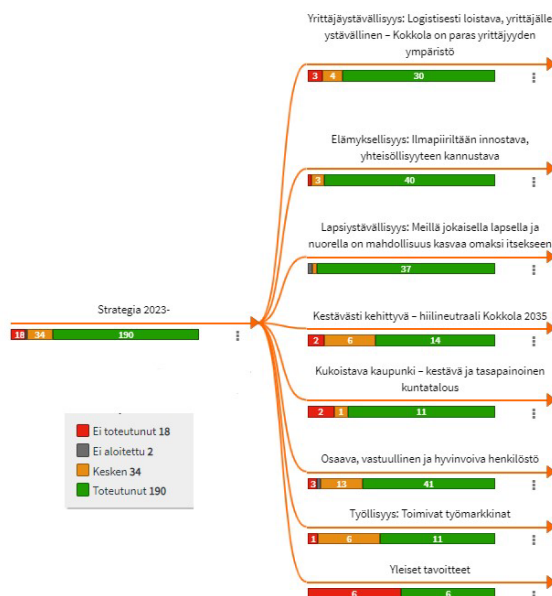 Yrittäjäystävällisyys: Logistisesti loistava, yrittäjälle
ystävällinen – Kokkola on paras yrittäjyyden
ympäristö
3 4 30
Elämyksellisyys: Ilmapiiriltään innostava,
yhteisöllisyyteen kannustava
3 40
Lapsiystävällisyys: Meillä jokaisella lapsella ja
nuorella on mahdollisuus kasvaa omaksi itsekseen
37
Strategia 2023-
18 34 190
Kestävästi kehittyvä – hiilineutraali Kokkola 2035
2 6 14
Kukoistava kaupunki – kestävä ja tasapainoinen
kuntatalous
2 1 11
Ei toteutunut 18
Ei aloitettu 2
Kesken 34
Toteutunut 190
Osaava, vastuullinen ja hyvinvoiva henkilöstö
3 13 41
Työllisyys: Toimivat työmarkkinat
1 6 11
Yleiset tavoitteet
6 6